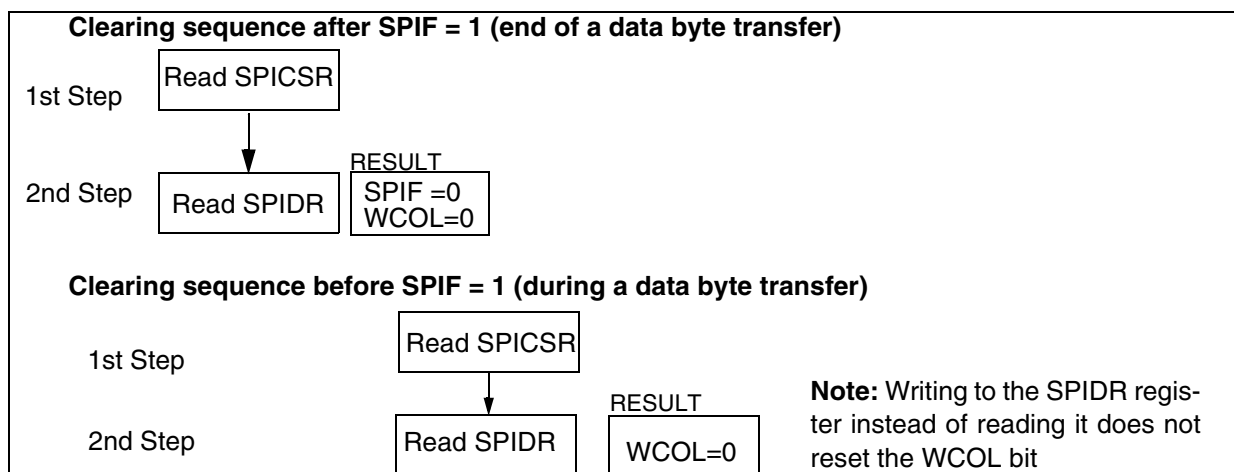 Clearing sequence after SPIF = 1 (end of a data byte transfer)
1st Step
Read SPICSR
2nd Step
Read SPIDR
RESULT
SPIF =0
WCOL=0
Clearing sequence before SPIF = 1 (during a data byte transfer)
1st Step
Read SPICSR
2nd Step
Read SPIDR
RESULT
WCOL=0
Note: Writing to the SPIDR regis-
ter instead of reading it does not
reset the WCOL bit